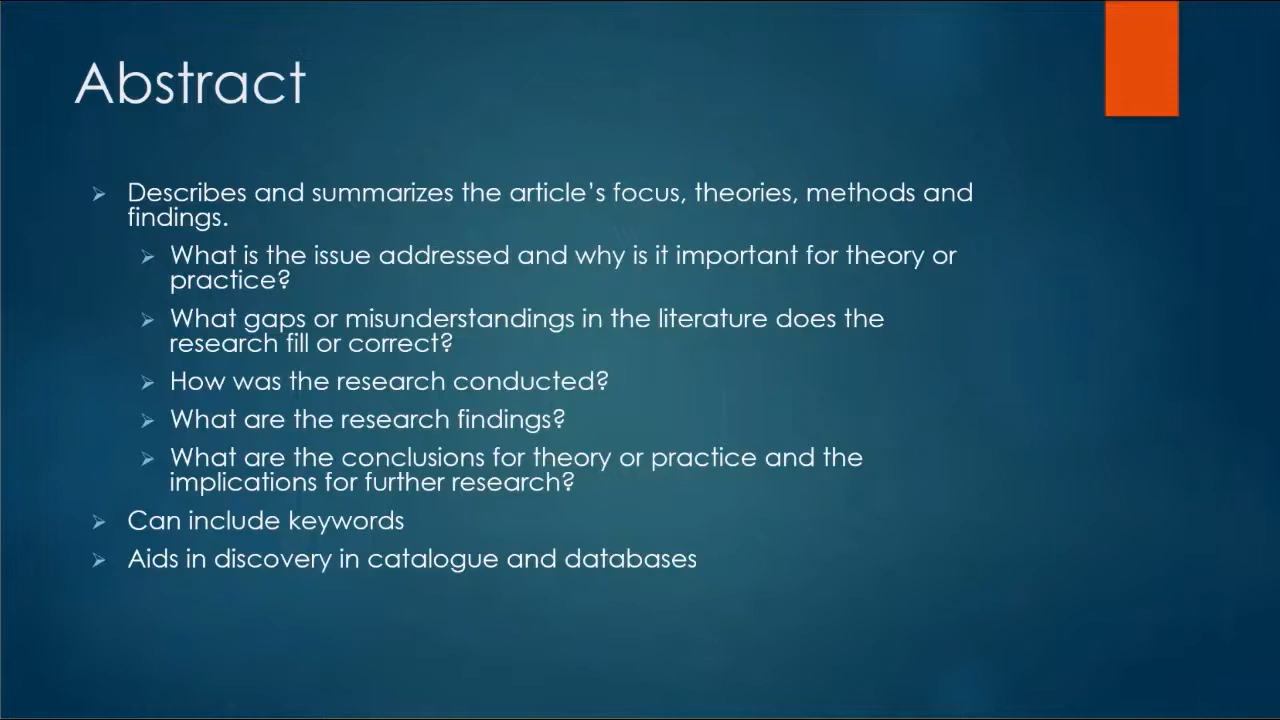 Abstract
Describes and summarizes the article's focus, theories, methods and
findings.
What is the issue addressed and why is it important for theory or
practice?
What gaps or misunderstandings in the literature does the
research fill or correct?
How was the research conducted?
What are the research findings?
What are the conclusions for theory or practice and the
implications for further research?
Can include keywords
Aids in discovery in catalogue and databases